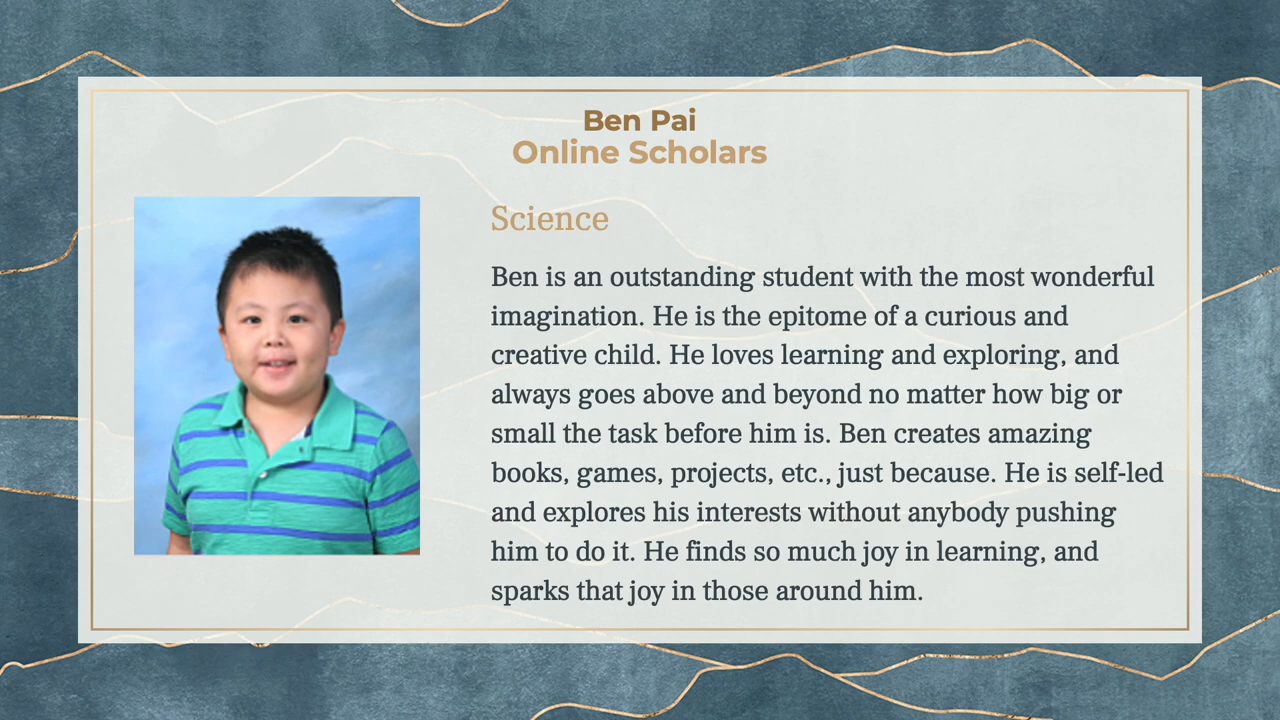 Ben Pai
Online Scholars
Science
Ben is an outstanding student with the most wonderful
imagination. He is the epitome of a curious and
creative child. He loves learning and exploring, and
always goes above and beyond no matter how big or
small the task before him is. Ben creates amazing
books, games, projects, etc., just because. He is self-led
and explores his interests without anybody pushing
him to do it. He finds so much joy in learning, and
sparks that joy in those around him.